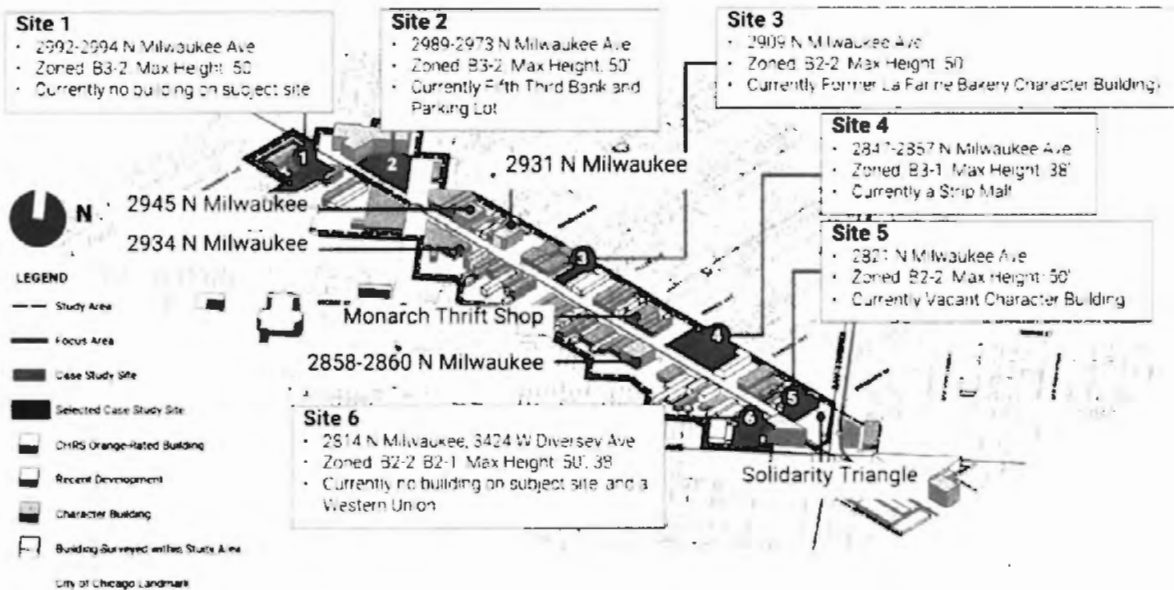 Site 1
• 2992-2994 N Milwaukee Ave
• Zoned B3-2 Max Height 50'
• Currently no building on subject site
Site 2
• 2989-2973 N Milwaukee Ave
• Zoned B3-2 Max Height 50'
• Currently Fifth Third Bank and
Parking Lot
Site 3
• 2909 N Milwaukee Ave
• Zoned B2-2 Max Height 50'
• Currently Former La Farine Bakery Character Building)
Site 4
• 2847-2857 N Milwaukee Ave
• Zoned B3-1 Max Height 38'
• Currently a Strip Mall
Site 5
• 2821 N Milwaukee Ave
• Zoned B2-2 Max Height 50'
• Currently Vacant Character Building
1
2
2931 N Milwaukee
2945 N Milwaukee
2934 N Milwaukee
3
Monarch Thrift Shop
4
2858-2860 N Milwaukee
5
6
Site 6
• 2814 N Milwaukee, 3424 W Diversey Ave
• Zoned B2-2 B2-1 Max Height 50', 38'
• Currently no building on subject site and a
Western Union
Solidarity Triangle
N
LEGEND
Study Area
Focus Area
Case Study Site
Selected Case Study Site
CHRS Orange-Rated Building
Recent Development
Character Building
Building Surveyed within Study Area
City of Chicago Landmark